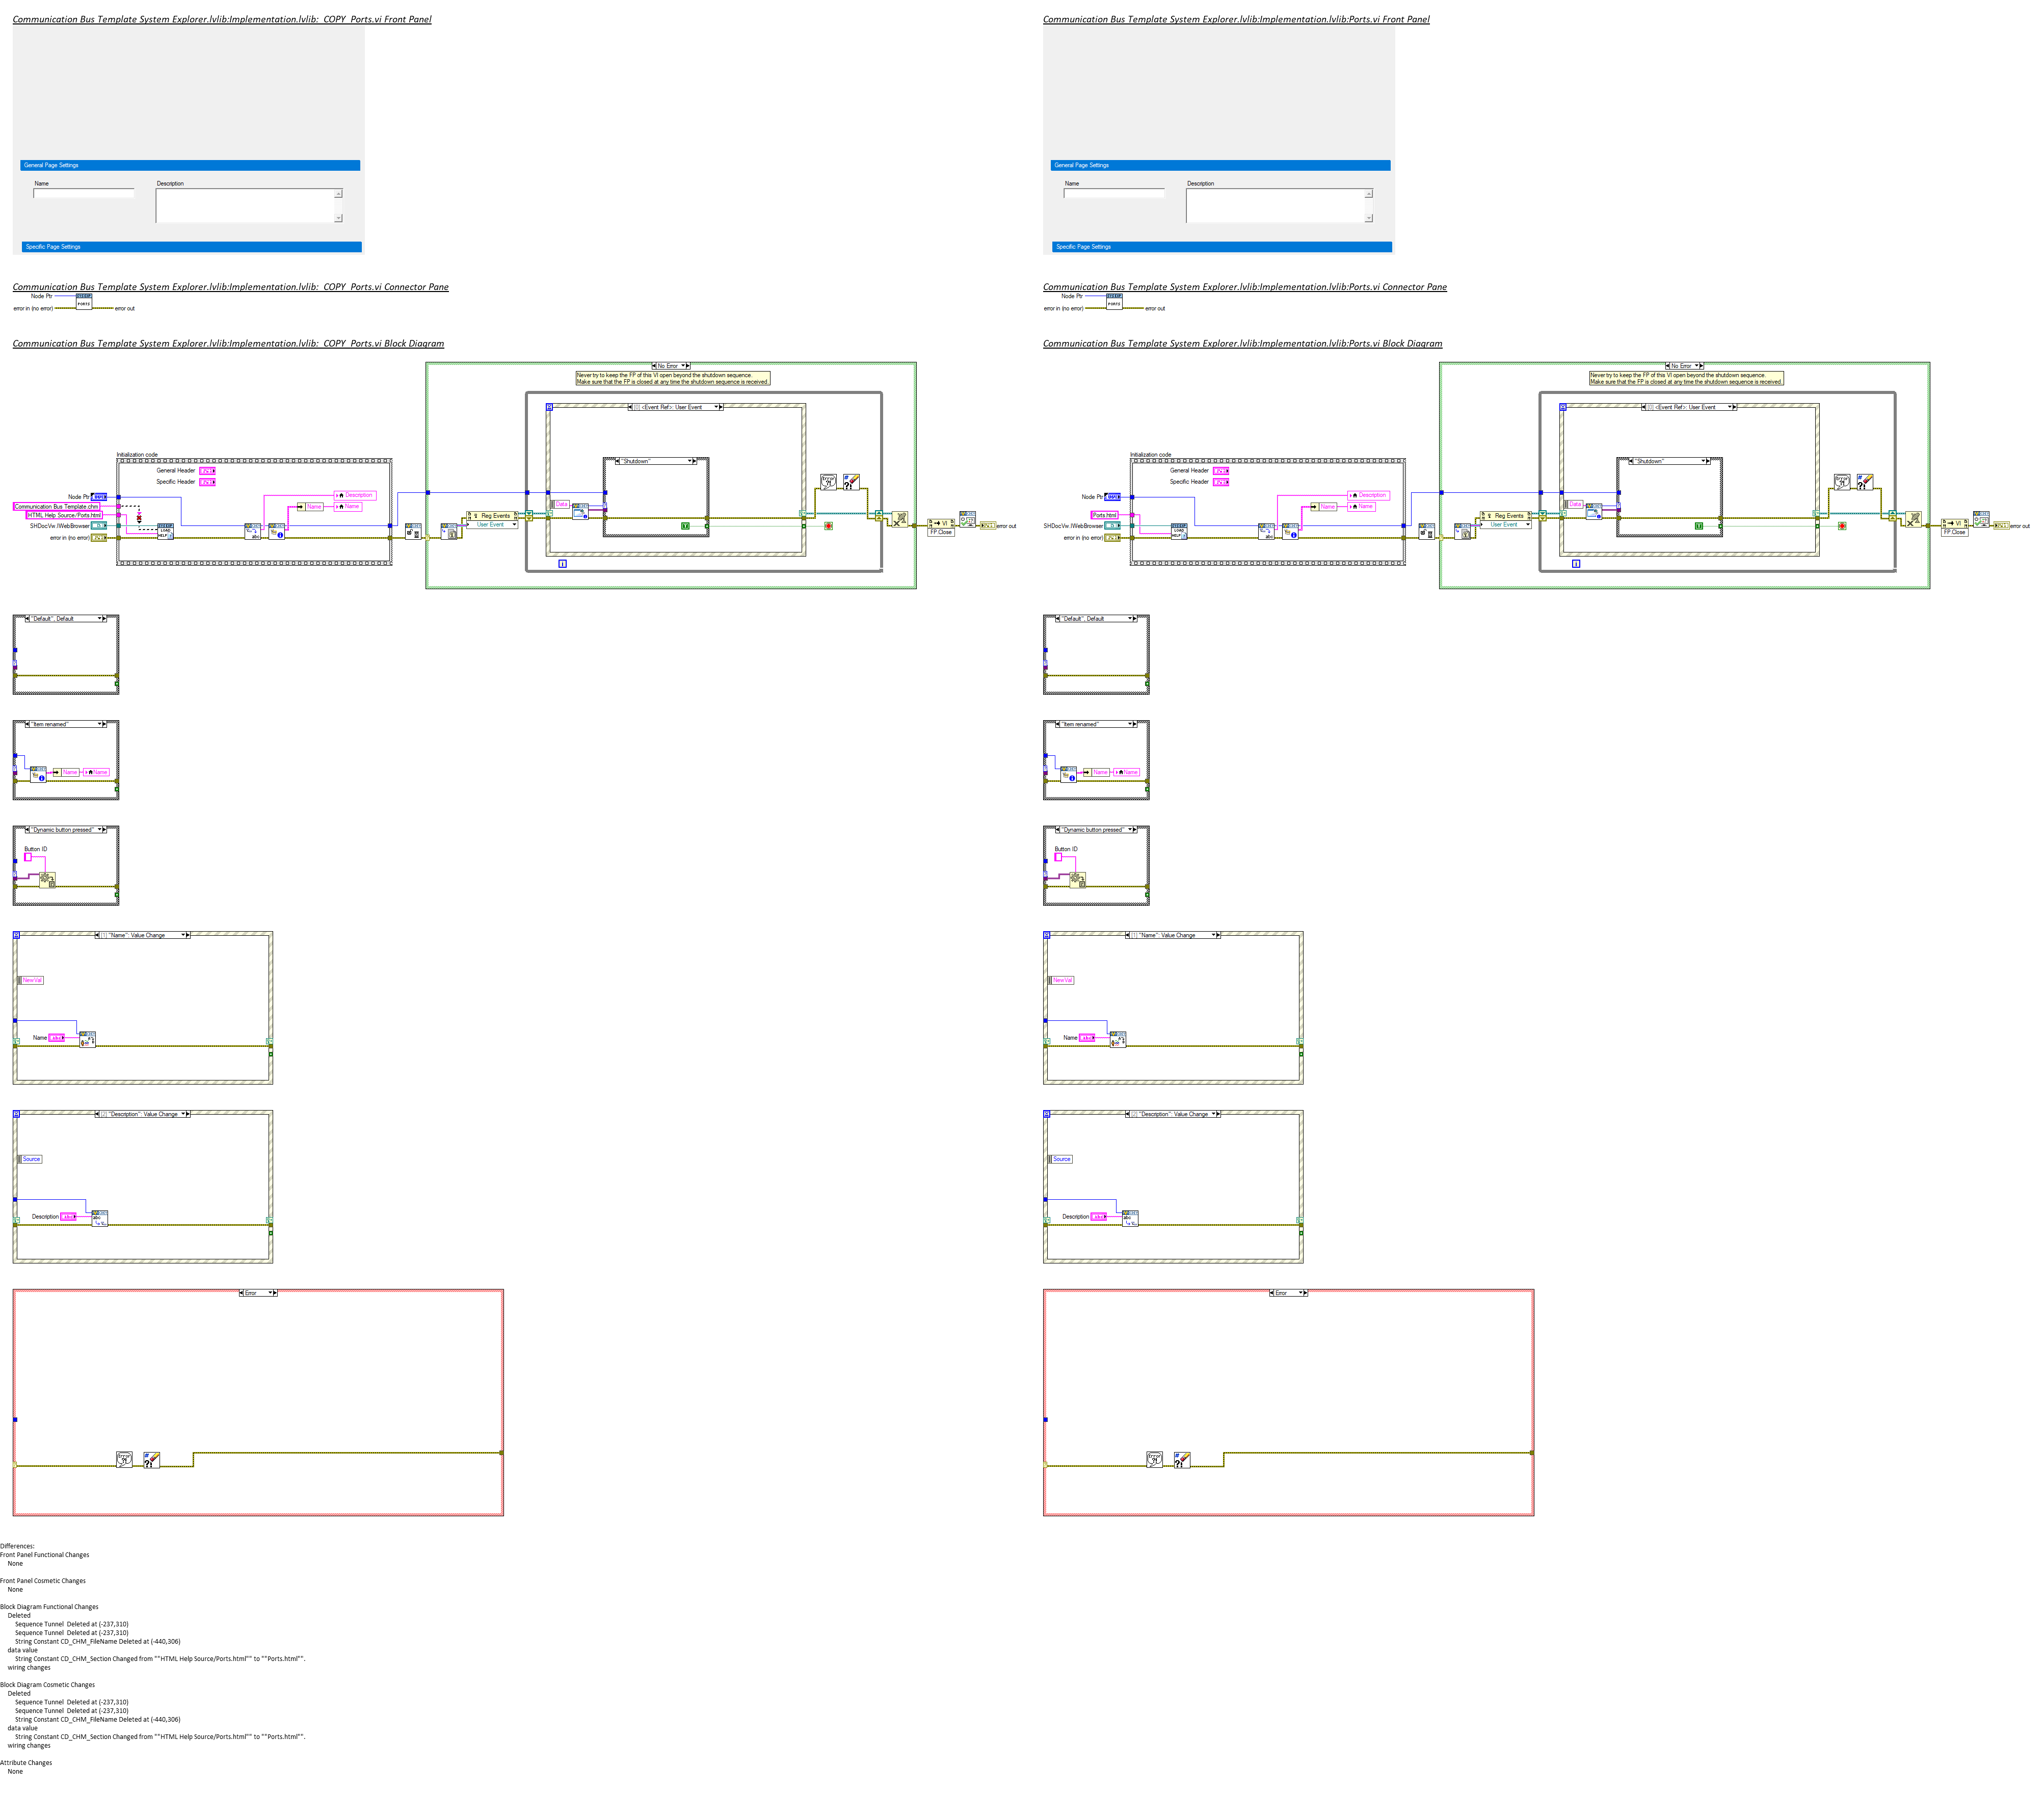 Communication Bus Template System Explorer.lvlib:Implementation.lvlib:_COPY_Ports.vi Front Panel
General Page Settings
Name
Description
Specific Page Settings
Communication Bus Template System Explorer.lvlib:Implementation.lvlib:_COPY_Ports.vi Connector Pane
Node Ptr
PORTS
error in (no error)
error out
Communication Bus Template System Explorer.lvlib:Implementation.lvlib:_COPY_Ports.vi Block Diagram
No Error
Never try to keep the FP of this VI open beyond the shutdown sequence.
Make sure that the FP is closed at any time the shutdown sequence is received.
[0] <Event Ref>: User Event
Initialization code
General Header
Specific Header
"Shutdown"
Node Ptr
Communication Bus Template.chm
HTML Help Source/Ports.html
SHDocVw.IWebBrowser
error in (no error)
LOAD
HELP
Description
Name
Name
Reg Events
User Event
Data
VI
FP.Close
error out
"Default", Default
"Item renamed"
Name
Name
"Dynamic button pressed"
Button ID
[1] "Name": Value Change
NewVal
Name
abc
[2] "Description": Value Change
Source
Description
abc
Error
Communication Bus Template System Explorer.lvlib:Implementation.lvlib:Ports.vi Front Panel
General Page Settings
Name
Description
Specific Page Settings
Communication Bus Template System Explorer.lvlib:Implementation.lvlib:Ports.vi Connector Pane
Node Ptr
PORTS
error in (no error)
error out
Communication Bus Template System Explorer.lvlib:Implementation.lvlib:Ports.vi Block Diagram
No Error
Never try to keep the FP of this VI open beyond the shutdown sequence.
Make sure that the FP is closed at any time the shutdown sequence is received.
[0] <Event Ref>: User Event
Initialization code
General Header
Specific Header
"Shutdown"
Node Ptr
Ports.html
SHDocVw.IWebBrowser
error in (no error)
LOAD
HELP
Description
Name
Name
Reg Events
User Event
Data
VI
FP.Close
error out
"Default", Default
"Item renamed"
Name
Name
"Dynamic button pressed"
Button ID
[1] "Name": Value Change
NewVal
Name
abc
[2] "Description": Value Change
Source
Description
abc
Error
Differences:
Front Panel Functional Changes
None
Front Panel Cosmetic Changes
None
Block Diagram Functional Changes
Deleted
Sequence Tunnel  Deleted at (-237,310)
Sequence Tunnel  Deleted at (-237,310)
String Constant CD_CHM_FileName Deleted at (-440,306)
data value
String Constant CD_CHM_Section Changed from ""HTML Help Source/Ports.html"" to ""Ports.html"".
wiring changes
Block Diagram Cosmetic Changes
Deleted
Sequence Tunnel  Deleted at (-237,310)
Sequence Tunnel  Deleted at (-237,310)
String Constant CD_CHM_FileName Deleted at (-440,306)
data value
String Constant CD_CHM_Section Changed from ""HTML Help Source/Ports.html"" to ""Ports.html"".
wiring changes
Attribute Changes
None